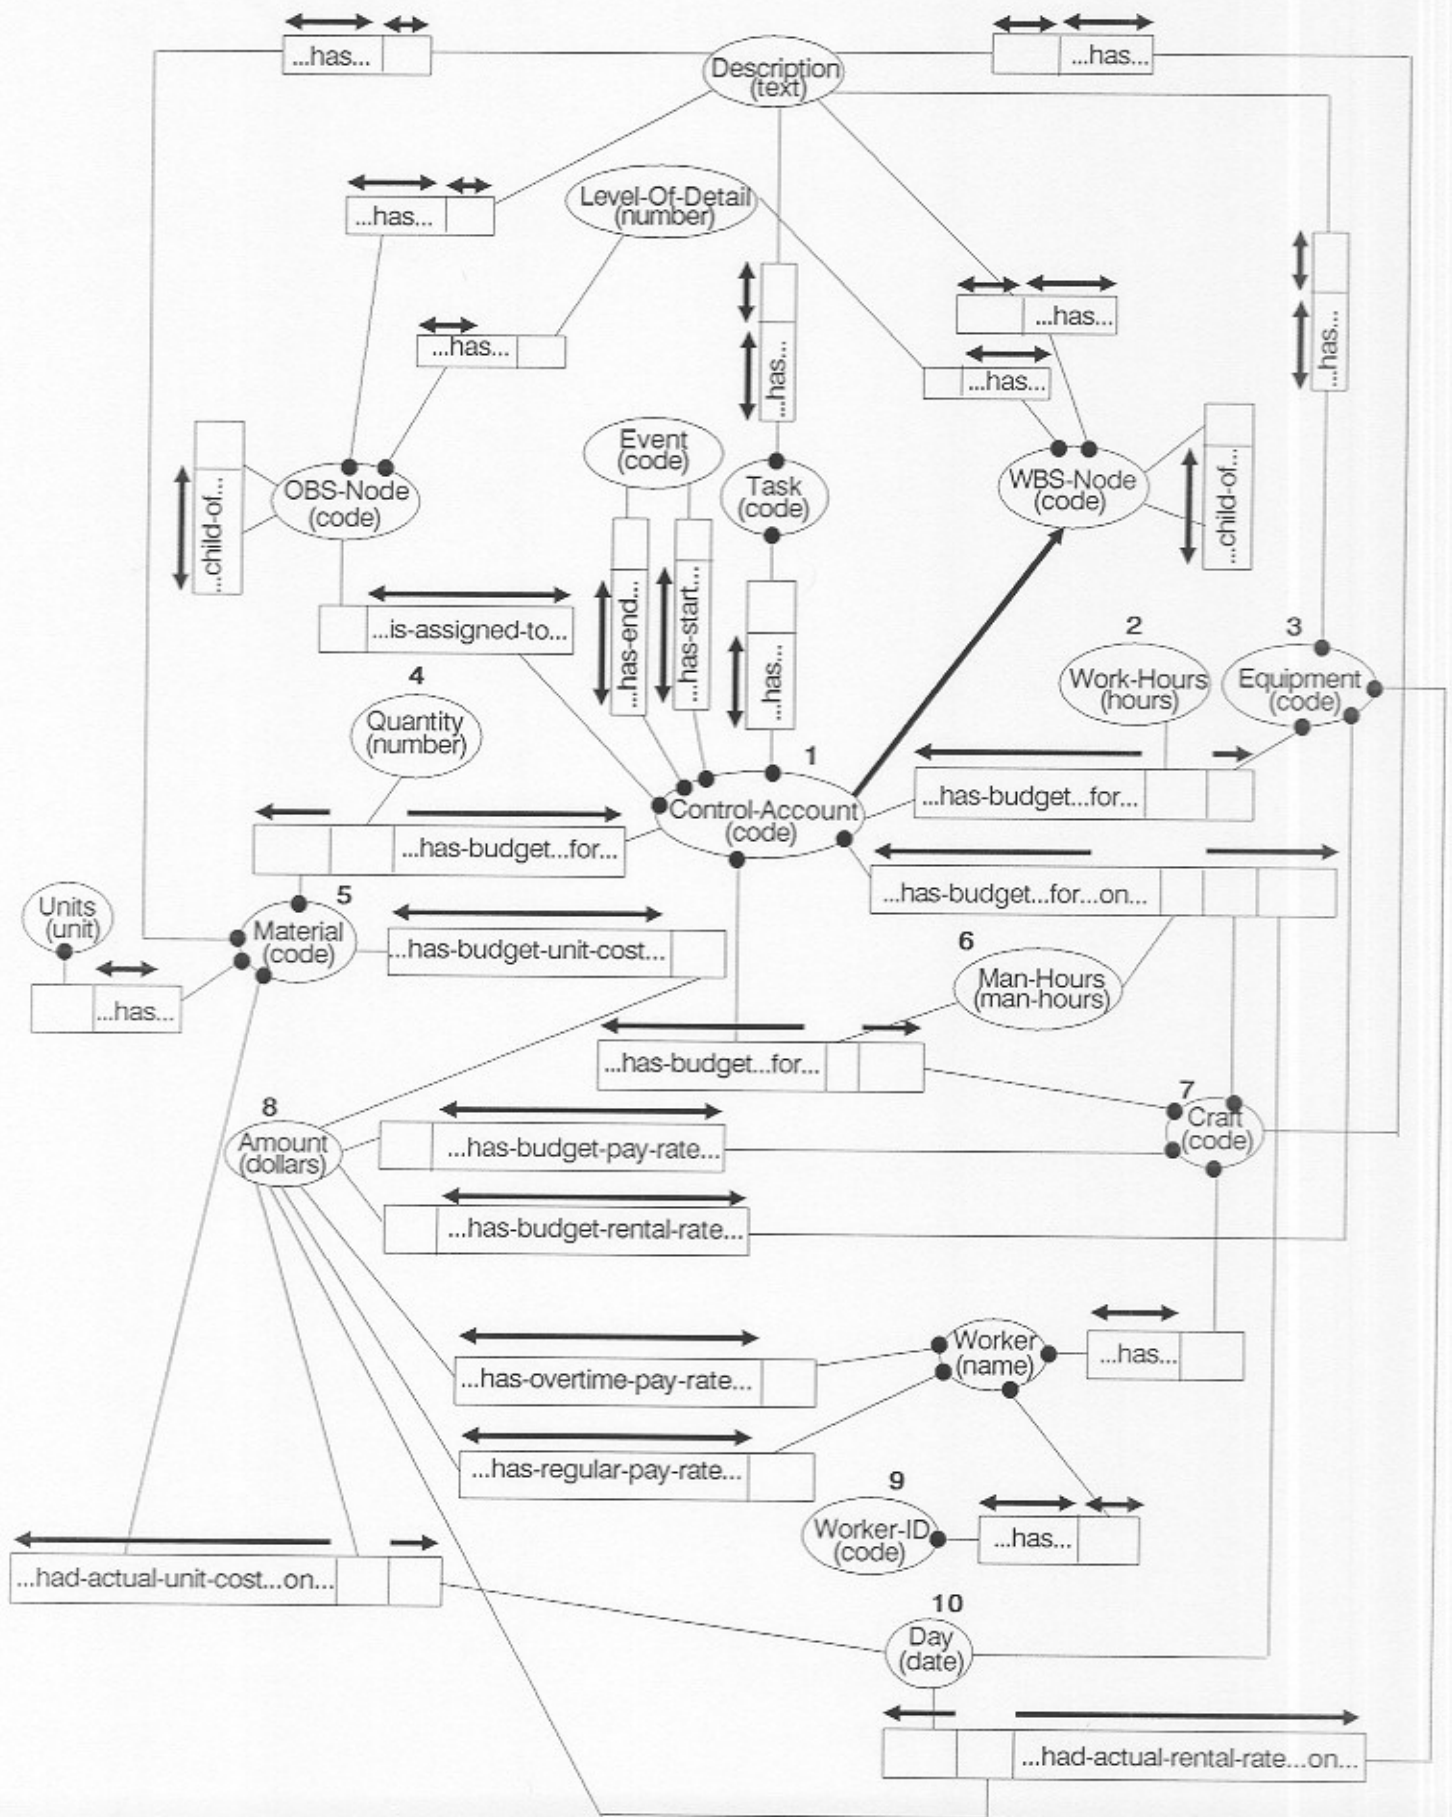 ...has...
...has...
Description
(text)
Level-Of-Detail
(number)
...has...
...has...
...has...
...has...
...has...
...has...
Event
(code)
Task
(code)
WBS-Node
(code)
OBS-Node
(code)
...child-of...
...child-of...
...is-assigned-to...
...has-end...
...has-start...
...has...
2
3
Work-Hours
(hours)
Equipment
(code)
4
Quantity
(number)
1
Control-Account
(code)
...has-budget...for...
...has-budget...for...
...has-budget...for...on...
5
Units
(unit)
Material
(code)
...has-budget-unit-cost...
6
Man-Hours
(man-hours)
...has...
...has-budget...for...
7
Craft
(code)
8
Amount
(dollars)
...has-budget-pay-rate...
...has-budget-rental-rate...
Worker
(name)
...has...
...has-overtime-pay-rate...
...has-regular-pay-rate...
9
Worker-ID
(code)
...has...
...had-actual-unit-cost...on...
10
Day
(date)
...had-actual-rental-rate...on...